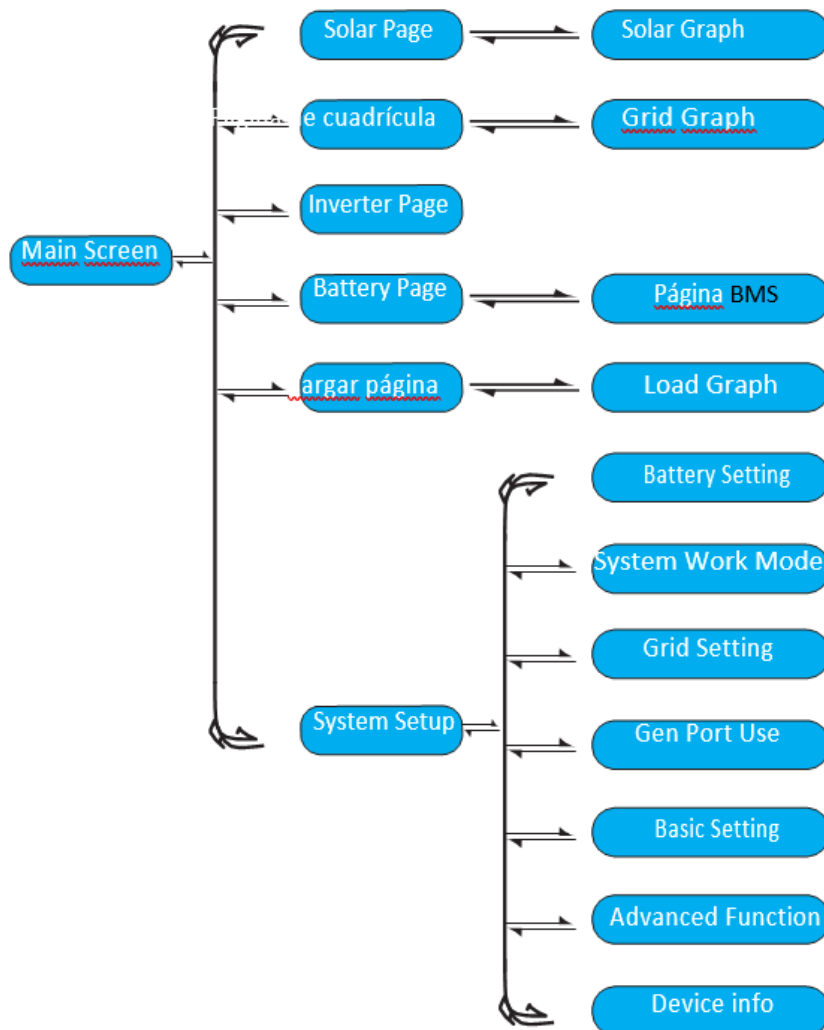 Solar Page
Solar Graph
e cuadrícula
Grid Graph
Inverter Page
Main Screen
Battery Page
Página BMS
argar página
Load Graph
Battery Setting
System Work Mode
Grid Setting
System Setup
Gen Port Use
Basic Setting
Advanced Function
Device info